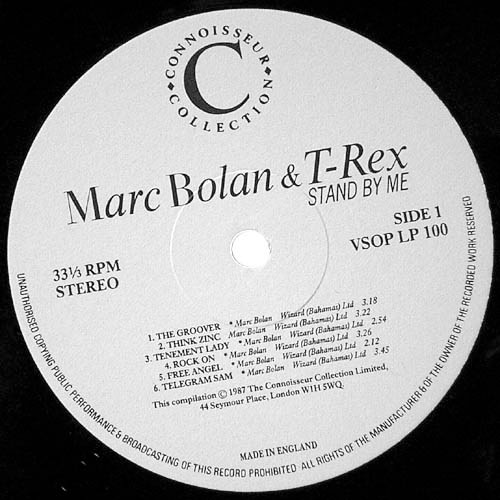 CONNOISSEUR
C
COLLECTION
Marc Bolan & T-Rex
STAND BY ME
33⅓ RPM
STEREO
SIDE 1
VSOP LP 100
1. THE GROOVER * Marc Bolan Wizard (Bahamas) Ltd 3.18
2. THINK ZINC Marc Bolan Wizard (Bahamas) Ltd 3.22
3. TENEMENT LADY * Marc Bolan Wizard (Bahamas) Ltd 2.54
4. ROCK ON * Marc Bolan Wizard (Bahamas) Ltd 3.26
5. FREE ANGEL * Marc Bolan Wizard (Bahamas) Ltd 2.12
6. TELEGRAM SAM * Marc Bolan Wizard (Bahamas) Ltd 3.45
This compilation ℗ 1987 The Connoisseur Collection Limited,
44 Seymour Place, London W1H 5WQ.
MADE IN ENGLAND
UNAUTHORISED COPYING PUBLIC PERFORMANCE & BROADCASTING OF THIS RECORD PROHIBITED · ALL RIGHTS OF THE MANUFACTURER & OF THE OWNER OF THE RECORDED WORK RESERVED